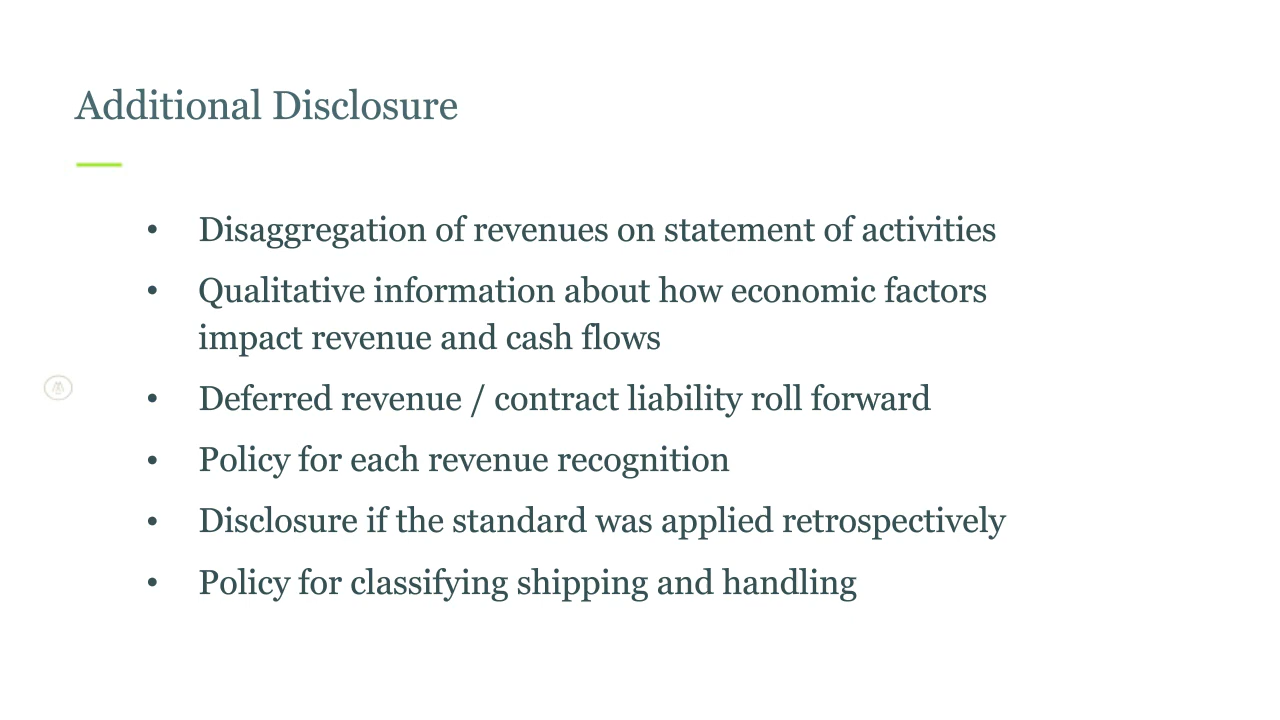 Additional Disclosure
• Disaggregation of revenues on statement of activities
• Qualitative information about how economic factors
impact revenue and cash flows
• Deferred revenue / contract liability roll forward
• Policy for each revenue recognition
• Disclosure if the standard was applied retrospectively
• Policy for classifying shipping and handling